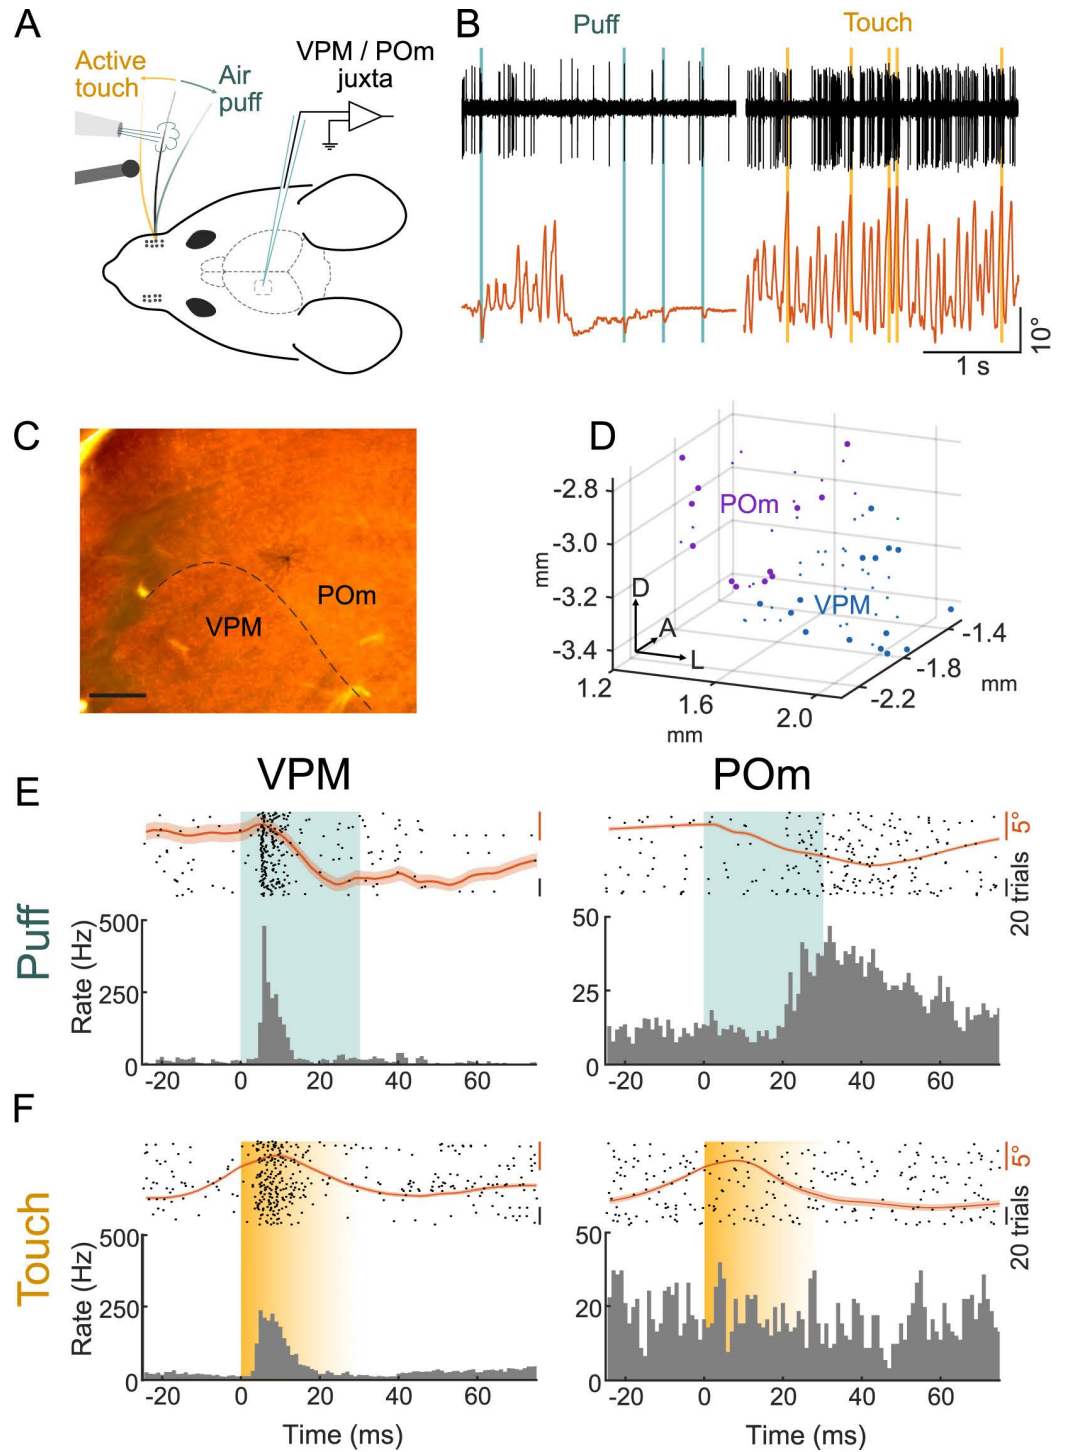 A
Active
touch
Air
puff
VPM / POm
juxta
B
Puff
Touch
10°
1 s
C
VPM
POm
D
-2.8
-3.0
-3.2
-3.4
mm
POm
VPM
D
A
L
1.2
1.6
2.0
mm
-1.4
-1.8
-2.2
mm
VPM
POm
E
Puff
5°
20 trials
500
250
0
Rate (Hz)
-20
0
20
40
60
50
25
0
-20
0
20
40
60
F
Touch
5°
20 trials
500
250
0
Rate (Hz)
-20
0
20
40
60
Time (ms)
50
20
0
-20
0
20
40
60
Time (ms)